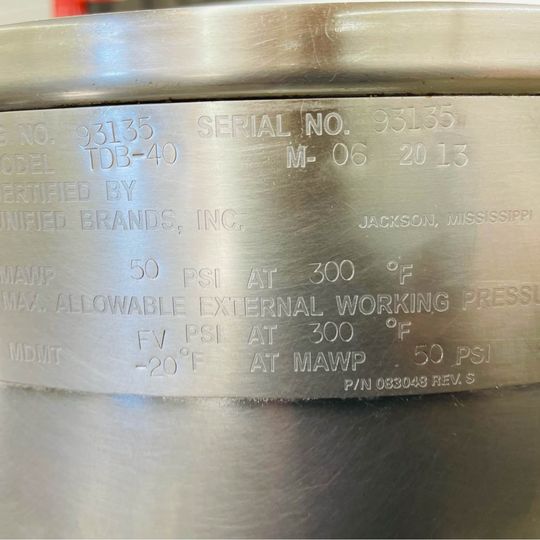 NO. 93135 SERIAL NO. 93135
MODEL TDB-40 M- 06 2013
CERTIFIED BY
UNIFIED BRANDS, INC. JACKSON, MISSISSIPPI
MAWP 50 PSI AT 300 °F
MAX. ALLOWABLE EXTERNAL WORKING PRESSU
FV PSI AT 300 °F
MDMT -20 °F AT MAWP 50 PSI
P/N 083048 REV. S